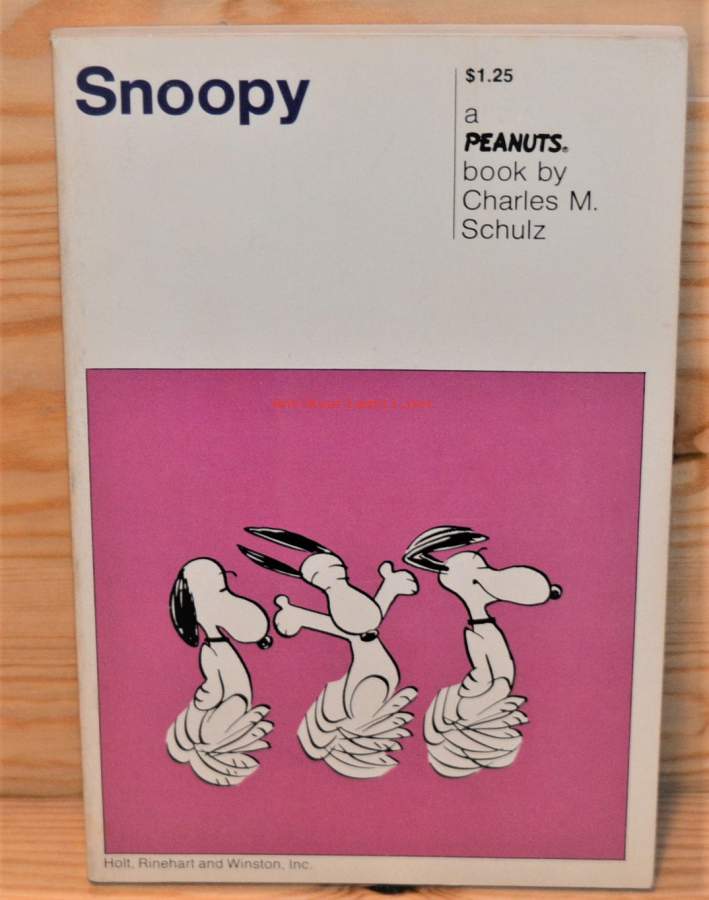 Snoopy
$1.25
a
PEANUTS®
book by
Charles M.
Schulz
Holt, Rinehart and Winston, Inc.